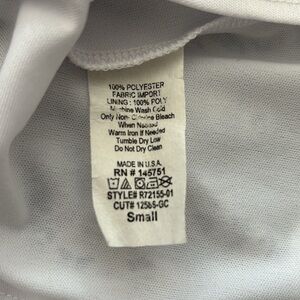 100% POLYESTER
FABRIC IMPORT
LINING : 100% POLY
Machine Wash Cold
Only Non-Chlorine Bleach
When Needed
Warm Iron If Needed
Tumble Dry Low
Do Not Dry Clean
MADE IN U.S.A.
RN # 145751
STYLE# R72155-01
CUT# 12565-GC
Small